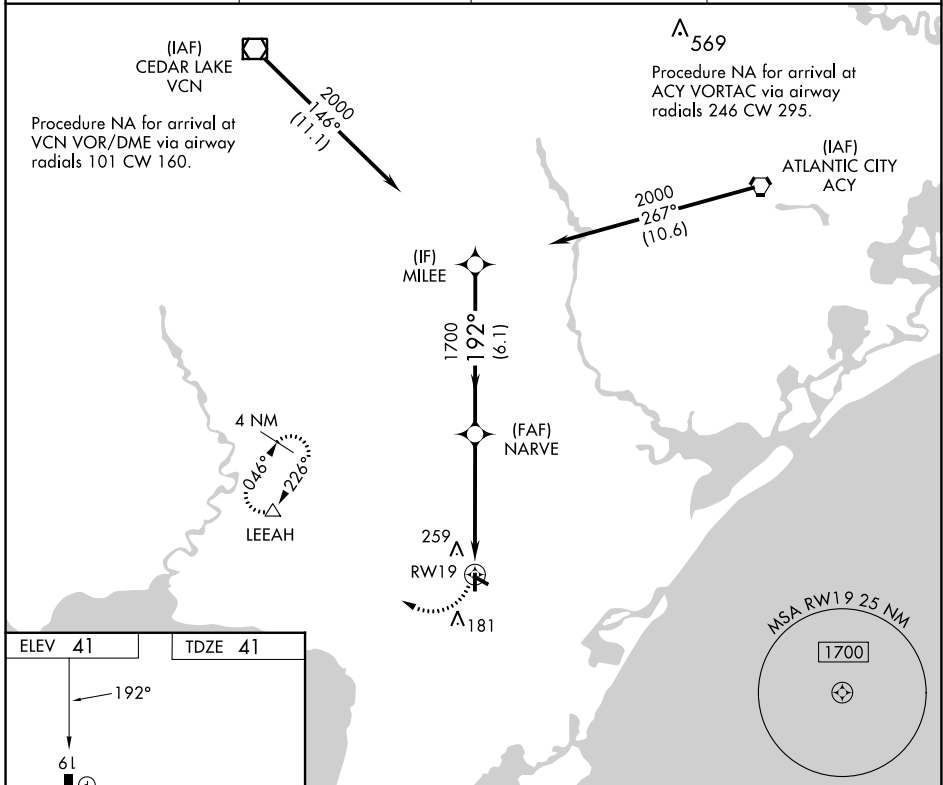 (IAF)
CEDAR LAKE
VCN
Procedure NA for arrival at
VCN VOR/DME via airway
radials 101 CW 160.
2000
146°
(11.1)
569
Procedure NA for arrival at
ACY VORTAC via airway
radials 246 CW 295.
(IAF)
ATLANTIC CITY
ACY
2000
267°
(10.6)
(IF)
MILEE
1700
192°
(6.1)
(FAF)
NARVE
4 NM
046°
226°
LEEAH
259
RW19
181
MSA RW19 25 NM
1700
ELEV 41
TDZE 41
192°
19